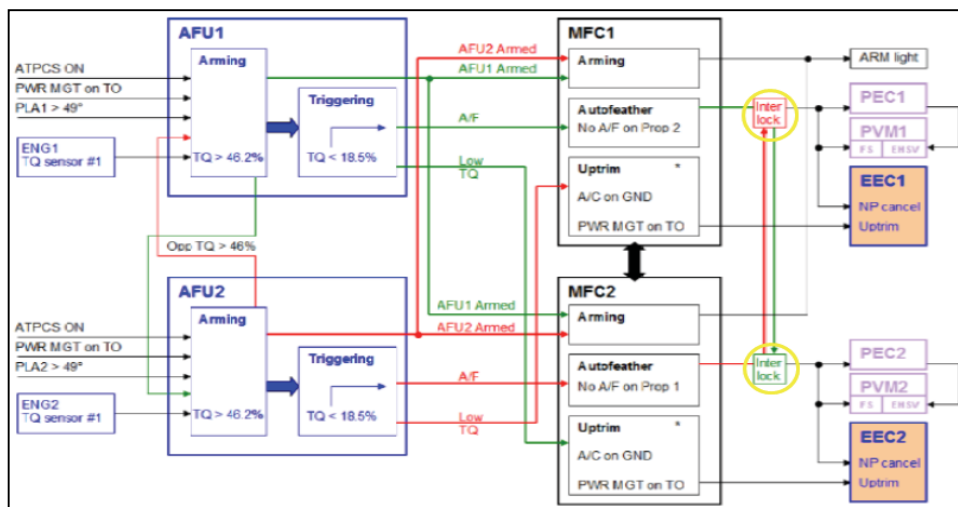 AFU1
Arming
TQ > 46.2%
Triggering
TQ < 18.5%
ATPCS ON
PWR MGT on TO
PLA1 > 49°
ENG1
TQ sensor #1
AFU2 Armed
AFU1 Armed
A/F
Low
TQ
Opp TQ > 46%
MFC1
Arming
Autofeather
No A/F on Prop 2
Uptrim *
A/C on GND
PWR MGT on TO
Inter
lock
ARM light
PEC1
PVM1
FS EHSV
EEC1
NP cancel
Uptrim
AFU2
Arming
TQ > 46.2%
Triggering
TQ < 18.5%
ATPCS ON
PWR MGT on TO
PLA2 > 49°
ENG2
TQ sensor #1
AFU1 Armed
AFU2 Armed
A/F
Low
TQ
MFC2
Arming
Autofeather
No A/F on Prop 1
Uptrim *
A/C on GND
PWR MGT on TO
Inter
lock
PEC2
PVM2
FS EHSV
EEC2
NP cancel
Uptrim